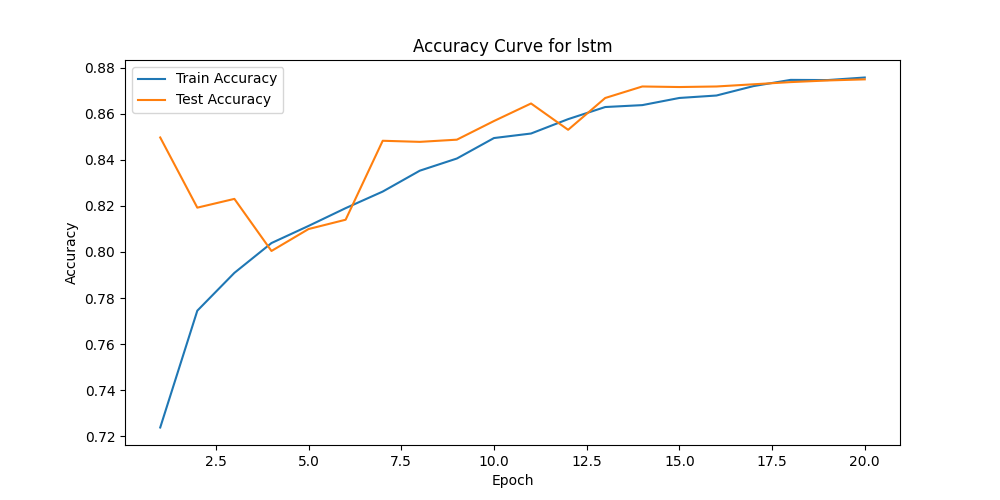 Accuracy Curve for lstm
Train Accuracy
Test Accuracy
0.88
0.86
0.84
0.82
0.80
0.78
0.76
0.74
0.72
Accuracy
2.5 5.0 7.5 10.0 12.5 15.0 17.5 20.0
Epoch